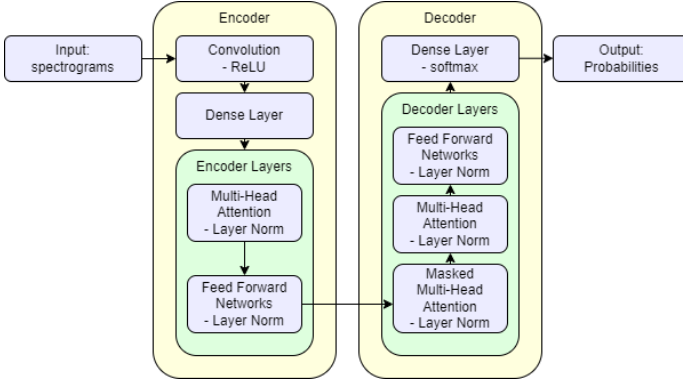 Encoder
Input:
spectrograms
Convolution
- ReLU
Dense Layer
Encoder Layers
Multi-Head
Attention
- Layer Norm
Feed Forward
Networks
- Layer Norm
Decoder
Dense Layer
- softmax
Output:
Probabilities
Decoder Layers
Feed Forward
Networks
- Layer Norm
Multi-Head
Attention
- Layer Norm
Masked
Multi-Head
Attention
- Layer Norm